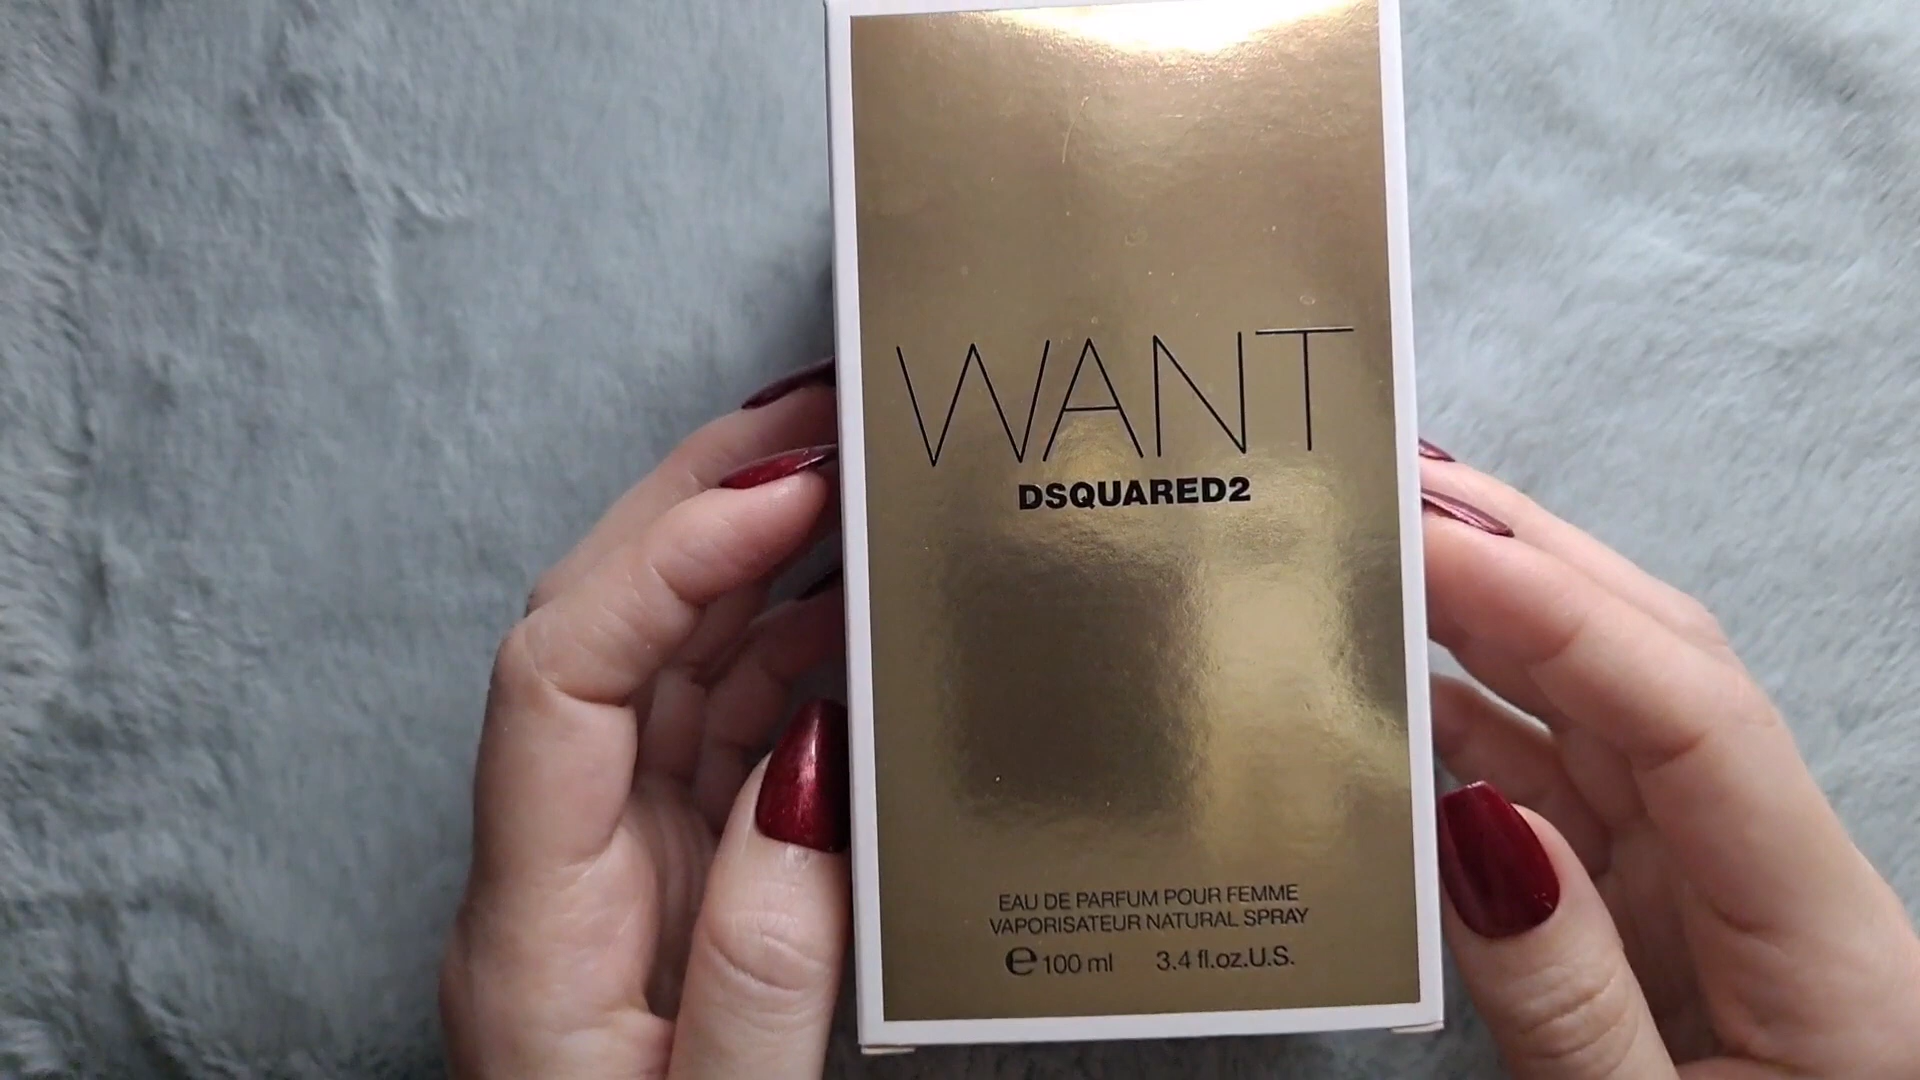 WANT
DSQUARED2
EAU DE PARFUM POUR FEMME
VAPORISATEUR NATURAL SPRAY
℮ 100 ml 3.4 fl.oz.U.S.